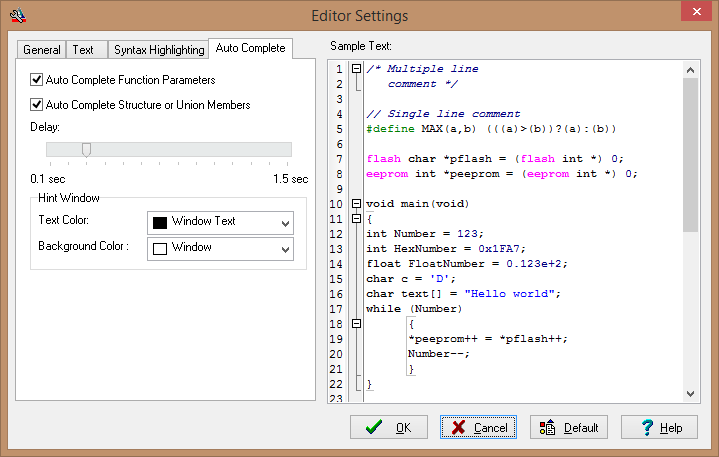 Editor Settings
General
Text
Syntax Highlighting
Auto Complete
Auto Complete Function Parameters
Auto Complete Structure or Union Members
Delay:
0.1 sec
1.5 sec
Hint Window
Text Color:
Window Text
Background Color :
Window
Sample Text:
1 /* Multiple line
2 comment */
3
4 // Single line comment
5 #define MAX(a,b) (((a)>(b))?(a):(b))
6
7 flash char *pflash = (flash int *) 0;
8 eeprom int *peeprom = (eeprom int *) 0;
9
10 void main(void)
11 {
12 int Number = 123;
13 int HexNumber = 0x1FA7;
14 float FloatNumber = 0.123e+2;
15 char c = 'D';
16 char text[] = "Hello world";
17 while (Number)
18 {
19 *peeprom++ = *pflash++;
20 Number--;
21 }
22 }
23
OK
Cancel
Default
Help